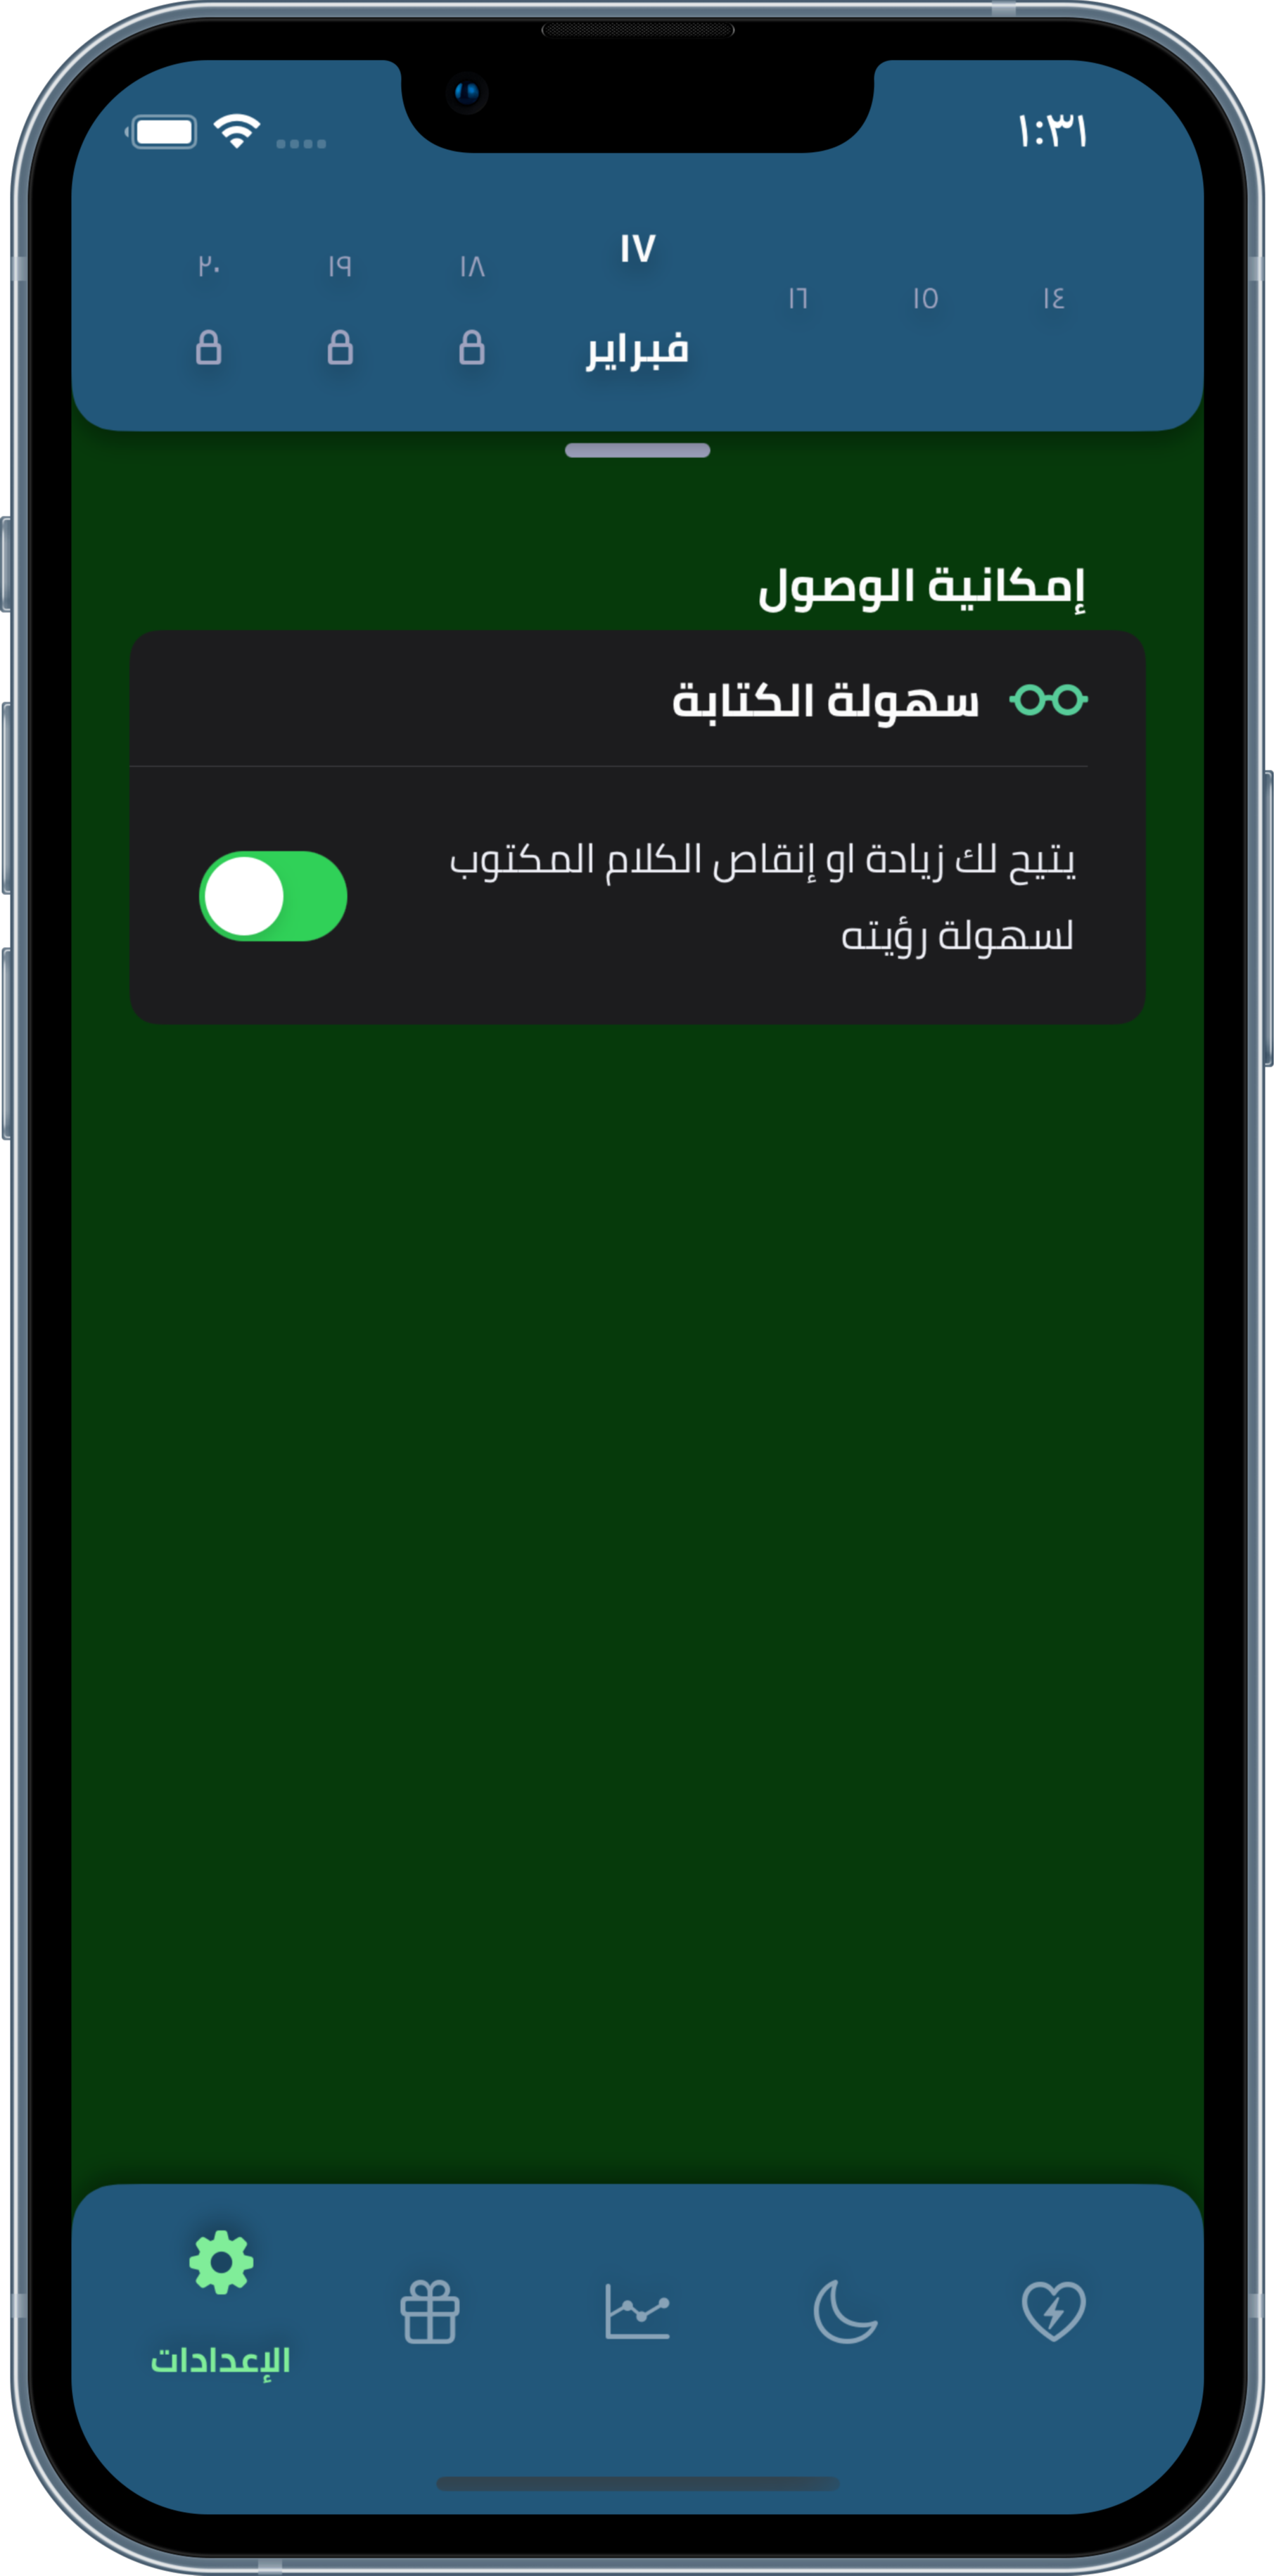 ١:٣١
١٤ ١٥ ١٦ ١٧ ١٨ ١٩ ٢٠
فبراير
إمكانية الوصول
سهولة الكتابة
يتيح لك زيادة او إنقاص الكلام المكتوب
لسهولة رؤيته
الإعدادات